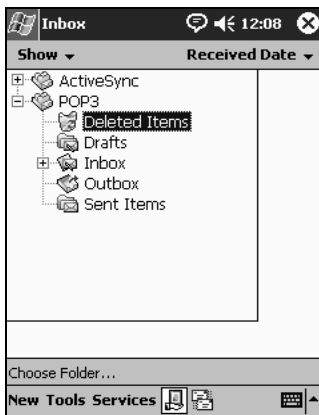 Inbox 12:08
Show Received Date
ActiveSync
POP3
Deleted Items
Drafts
Inbox
Outbox
Sent Items
Choose Folder...
New Tools Services